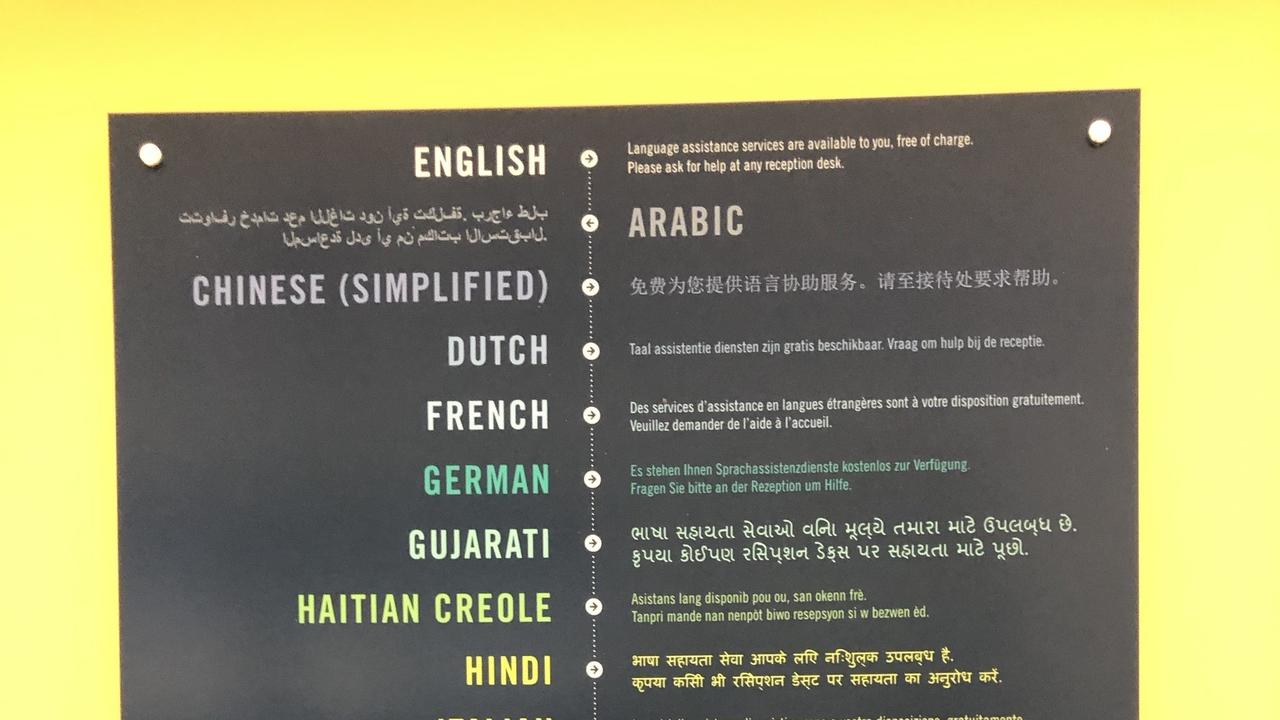 ENGLISH
Language assistance services are available to you, free of charge.
Please ask for help at any reception desk.
ARABIC
CHINESE (SIMPLIFIED)
免费为您提供语言协助服务。请至接待处要求帮助。
DUTCH
Taal assistentie diensten zijn gratis beschikbaar. Vraag om hulp bij de receptie.
FRENCH
Des services d'assistance en langues étrangères sont à votre disposition gratuitement.
Veuillez demander de l'aide à l'accueil.
GERMAN
Es stehen Ihnen Sprachassistenzdienste kostenlos zur Verfügung.
Fragen Sie bitte an der Rezeption um Hilfe.
GUJARATI
ભાષા સહાયતા સેવાઓ વનિા મૂલ્યે તમારા માટે ઉપલબ્ધ છે.
કૃપયા કોઈપણ રસિપ્શન ડેક્સ પર સહાયતા માટે પૂછો.
HAITIAN CREOLE
Asistans lang disponib pou ou, san okenn frè.
Tanpri mande nan nenpòt biwo resepsyon si w bezwen èd.
HINDI
भाषा सहायता सेवा आपके लएि नःिशुल्क उपलब्ध है.
कृपया कसिी भी रसिेप्शन डेस्ट पर सहायता का अनुरोध करें.